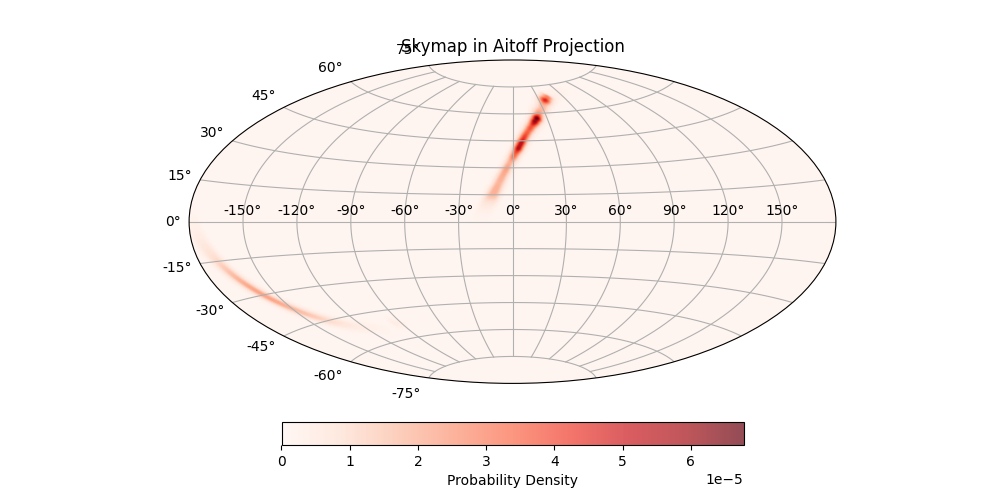 Skymap in Aitoff Projection
75°
60°
45°
30°
15°
-150° -120° -90° -60° -30° 0° 30° 60° 90° 120° 150°
0°
-15°
-30°
-45°
-60°
-75°
0 1 2 3 4 5 6
1e−5
Probability Density